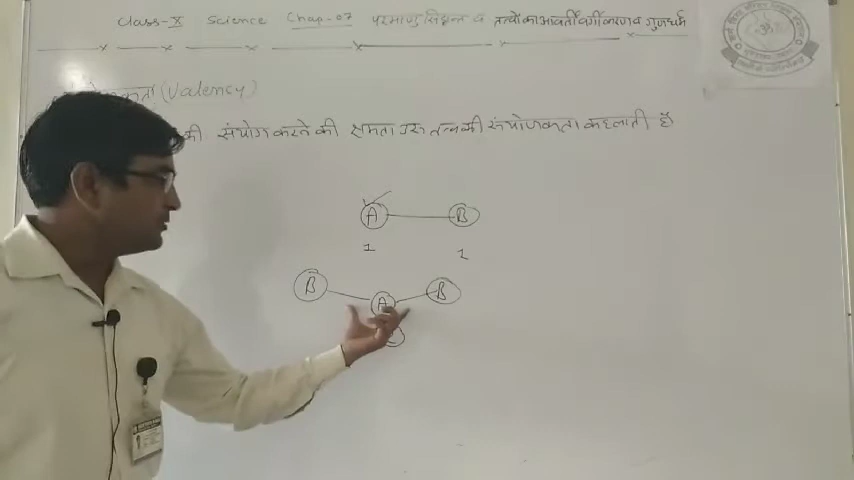 Class-X Science Chap-07 परमाणु सिद्धान्त व तत्वों का आवर्ती वर्गीकरण व गुणधर्म
(Valency)
की संयोग करने की क्षमता उस तत्व की संयोजकता कहलाती है
A B
1 1
B A B